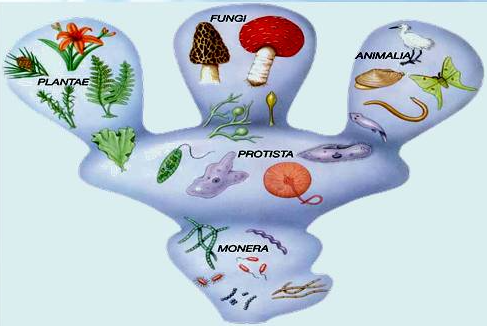 FUNGI
ANIMALIA
PLANTAE
PROTISTA
MONERA